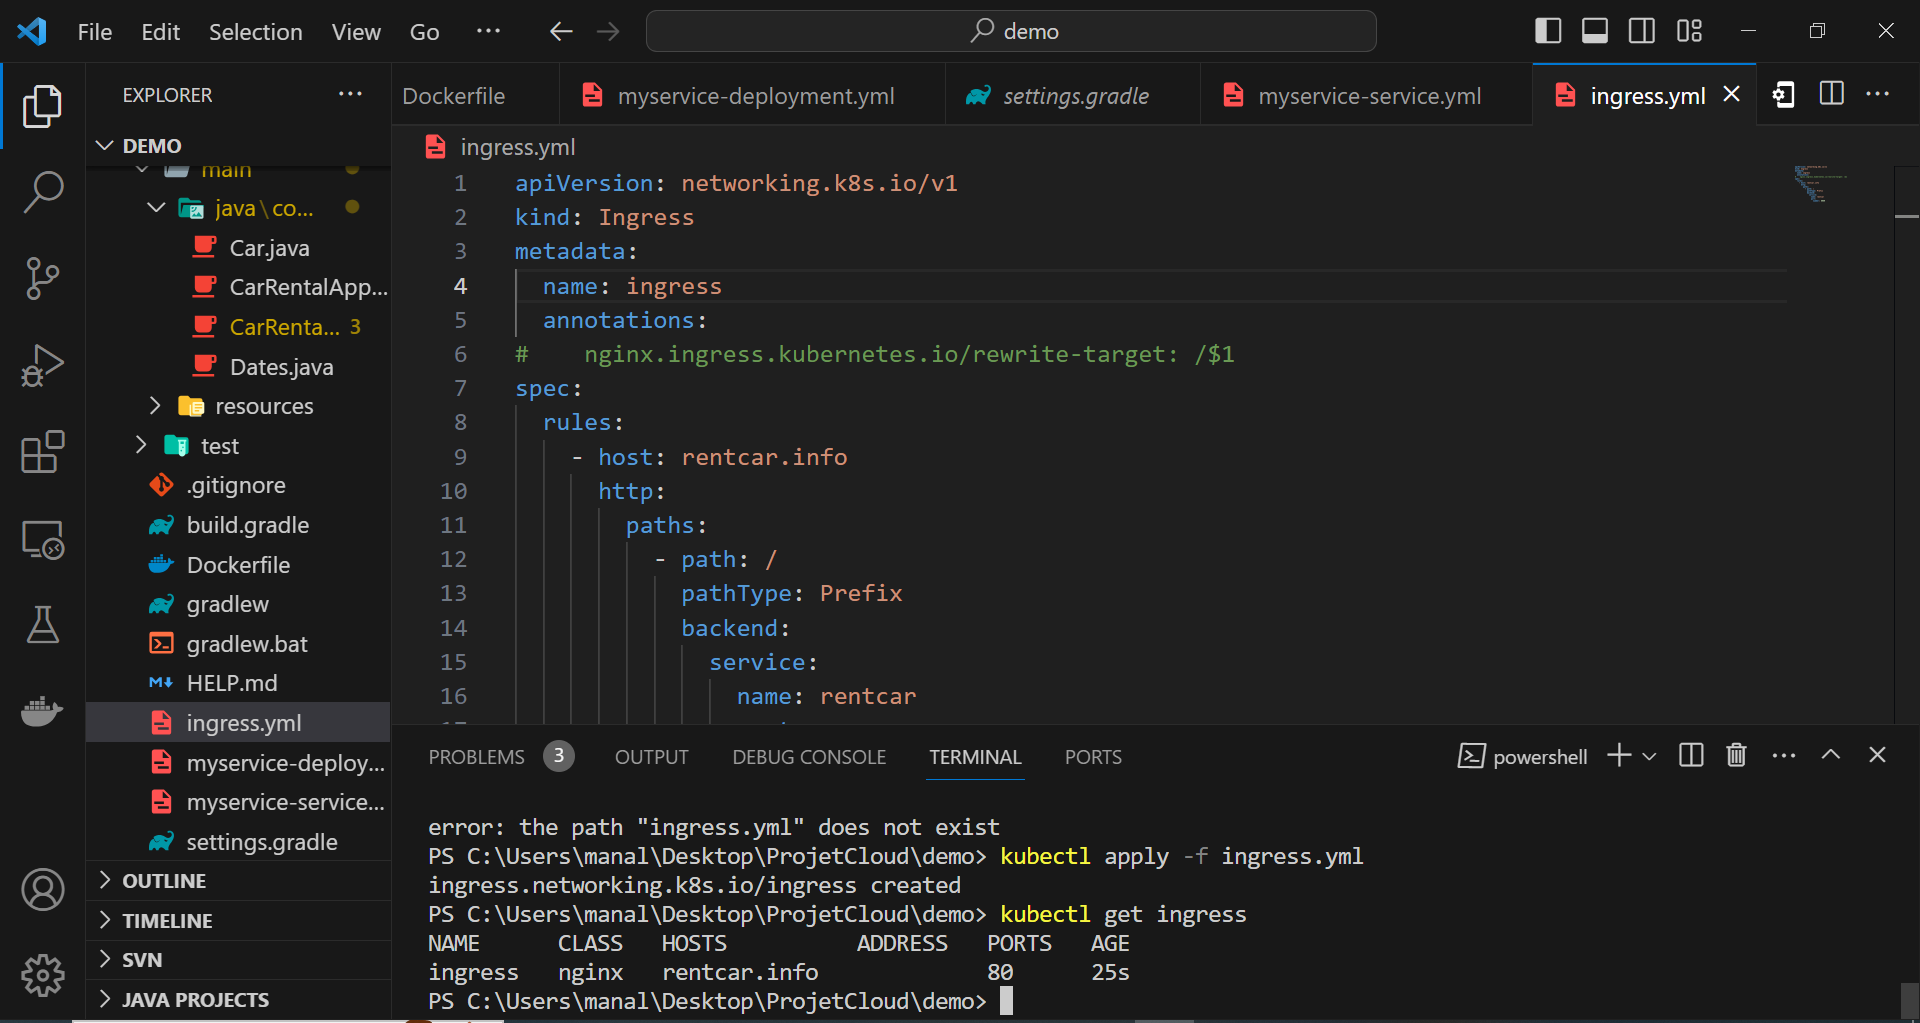 File Edit Selection View Go ··· demo
EXPLORER ···
DEMO
main
java\co...
Car.java
CarRentalApp...
CarRenta... 3
Dates.java
resources
test
.gitignore
build.gradle
Dockerfile
gradlew
gradlew.bat
HELP.md
ingress.yml
myservice-deploy...
myservice-service...
settings.gradle
OUTLINE
TIMELINE
SVN
JAVA PROJECTS
Dockerfile myservice-deployment.yml settings.gradle myservice-service.yml ingress.yml
ingress.yml
1 apiVersion: networking.k8s.io/v1
2 kind: Ingress
3 metadata:
4 name: ingress
5 annotations:
6 # nginx.ingress.kubernetes.io/rewrite-target: /$1
7 spec:
8 rules:
9 - host: rentcar.info
10 http:
11 paths:
12 - path: /
13 pathType: Prefix
14 backend:
15 service:
16 name: rentcar
PROBLEMS 3 OUTPUT DEBUG CONSOLE TERMINAL PORTS powershell
error: the path "ingress.yml" does not exist
PS C:\Users\manal\Desktop\ProjetCloud\demo> kubectl apply -f ingress.yml
ingress.networking.k8s.io/ingress created
PS C:\Users\manal\Desktop\ProjetCloud\demo> kubectl get ingress
NAME CLASS HOSTS ADDRESS PORTS AGE
ingress nginx rentcar.info 80 25s
PS C:\Users\manal\Desktop\ProjetCloud\demo>